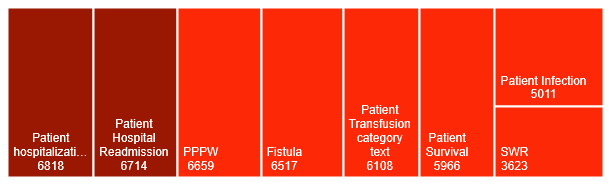 Patient
hospitalizati...
6818
Patient
Hospital
Readmission
6714
PPPW
6659
Fistula
6517
Patient
Transfusion
category
text
6108
Patient
Survival
5966
Patient Infection
5011
SWR
3623